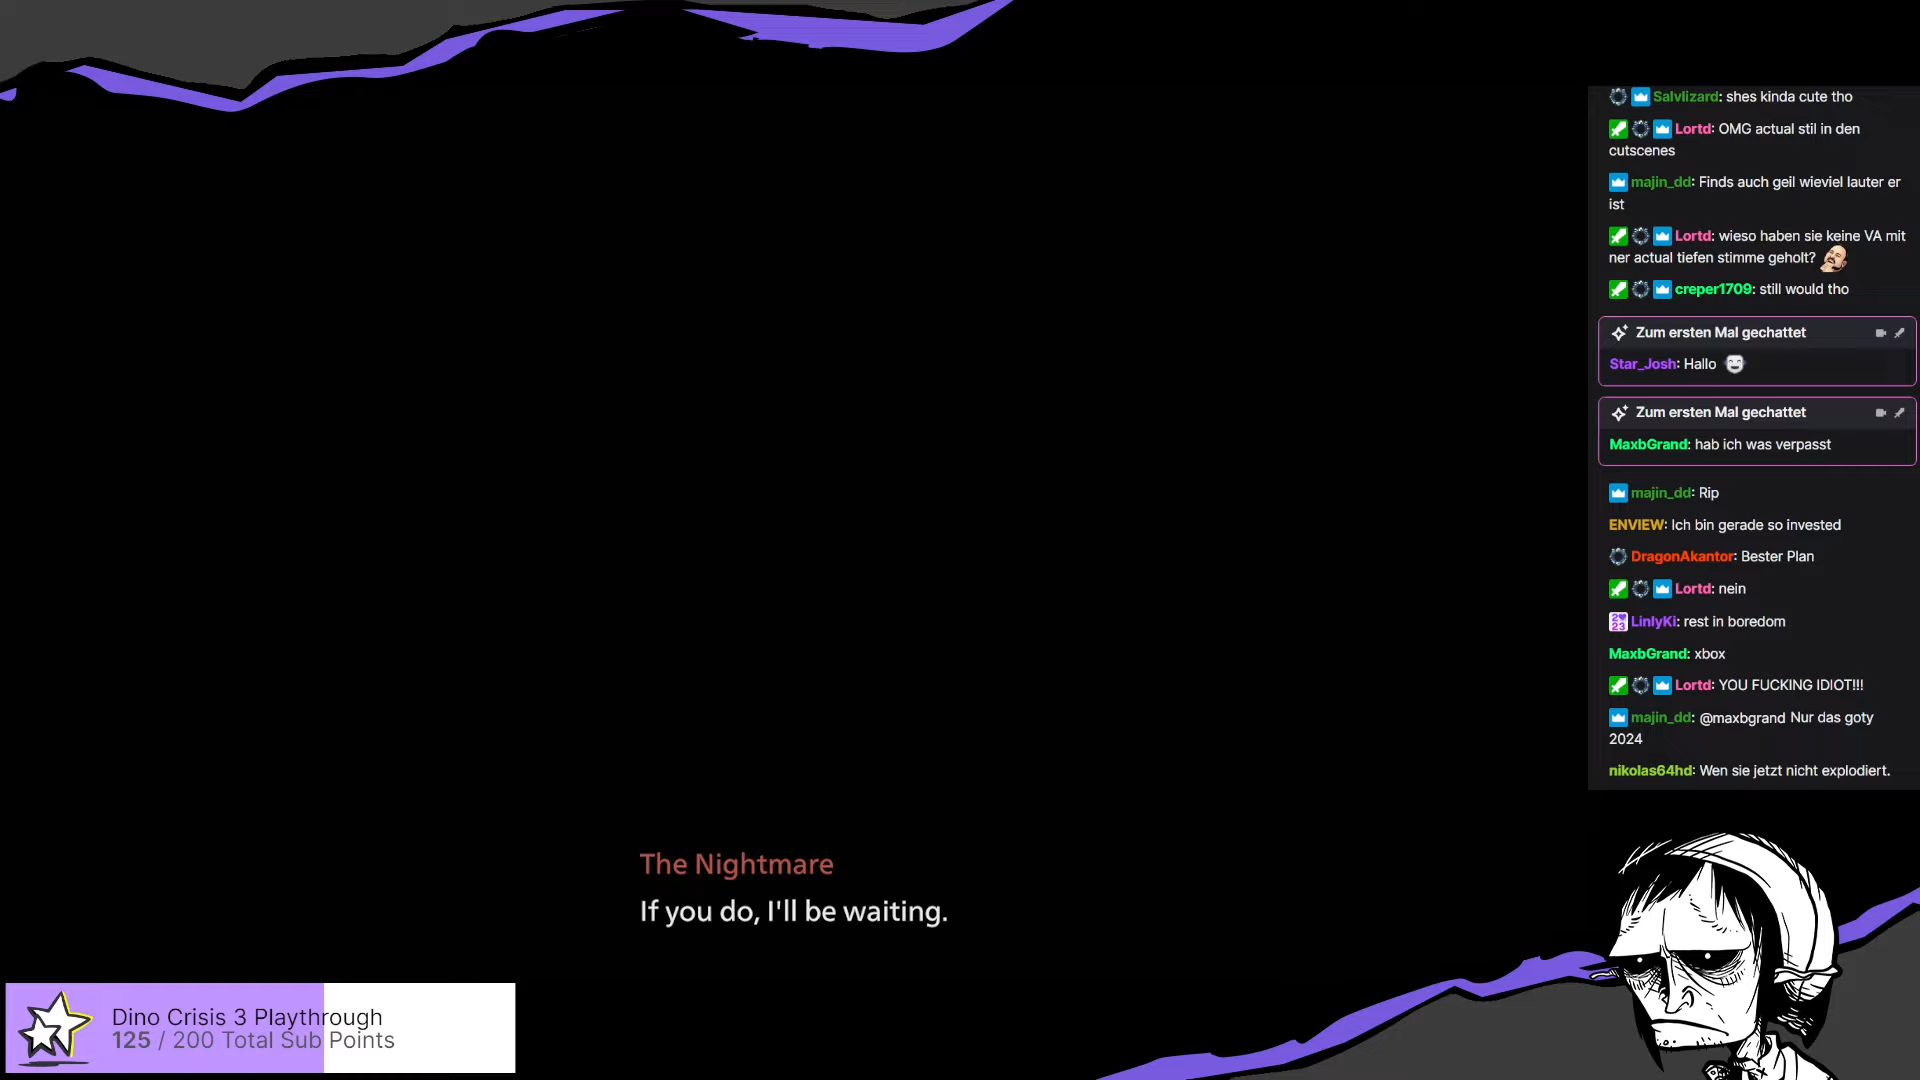 Salvlizard: shes kinda cute tho
Lortd: OMG actual stil in den
cutscenes
majin_dd: Finds auch geil wieviel lauter er
ist
Lortd: wieso haben sie keine VA mit
ner actual tiefen stimme geholt?
creper1709: still would tho
Zum ersten Mal gechattet
Star_Josh: Hallo
Zum ersten Mal gechattet
MaxbGrand: hab ich was verpasst
majin_dd: Rip
ENVIEW: Ich bin gerade so invested
DragonAkantor: Bester Plan
Lortd: nein
LinlyKi: rest in boredom
MaxbGrand: xbox
Lortd: YOU FUCKING IDIOT!!!
majin_dd: @maxbgrand Nur das goty
2024
nikolas64hd: Wen sie jetzt nicht explodiert.
The Nightmare
If you do, I'll be waiting.
Dino Crisis 3 Playthrough
125 / 200 Total Sub Points